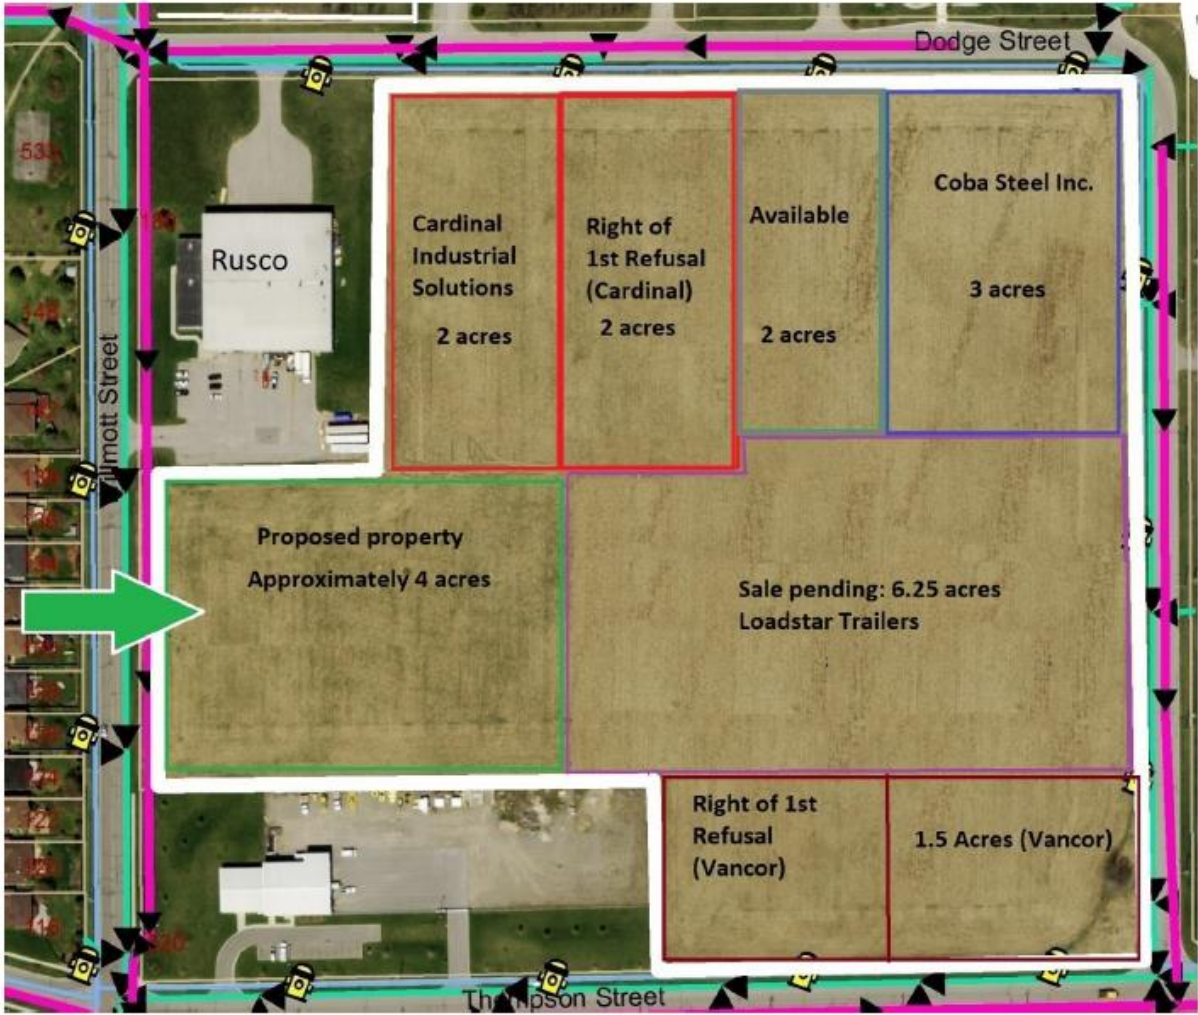 Dodge Street
Rusco
Cardinal
Industrial
Solutions
2 acres
Right of
1st Refusal
(Cardinal)
2 acres
Available
2 acres
Coba Steel Inc.
3 acres
mott Street
Proposed property
Approximately 4 acres
Sale pending: 6.25 acres
Loadstar Trailers
Right of 1st
Refusal
(Vancor)
1.5 Acres (Vancor)
Thompson Street